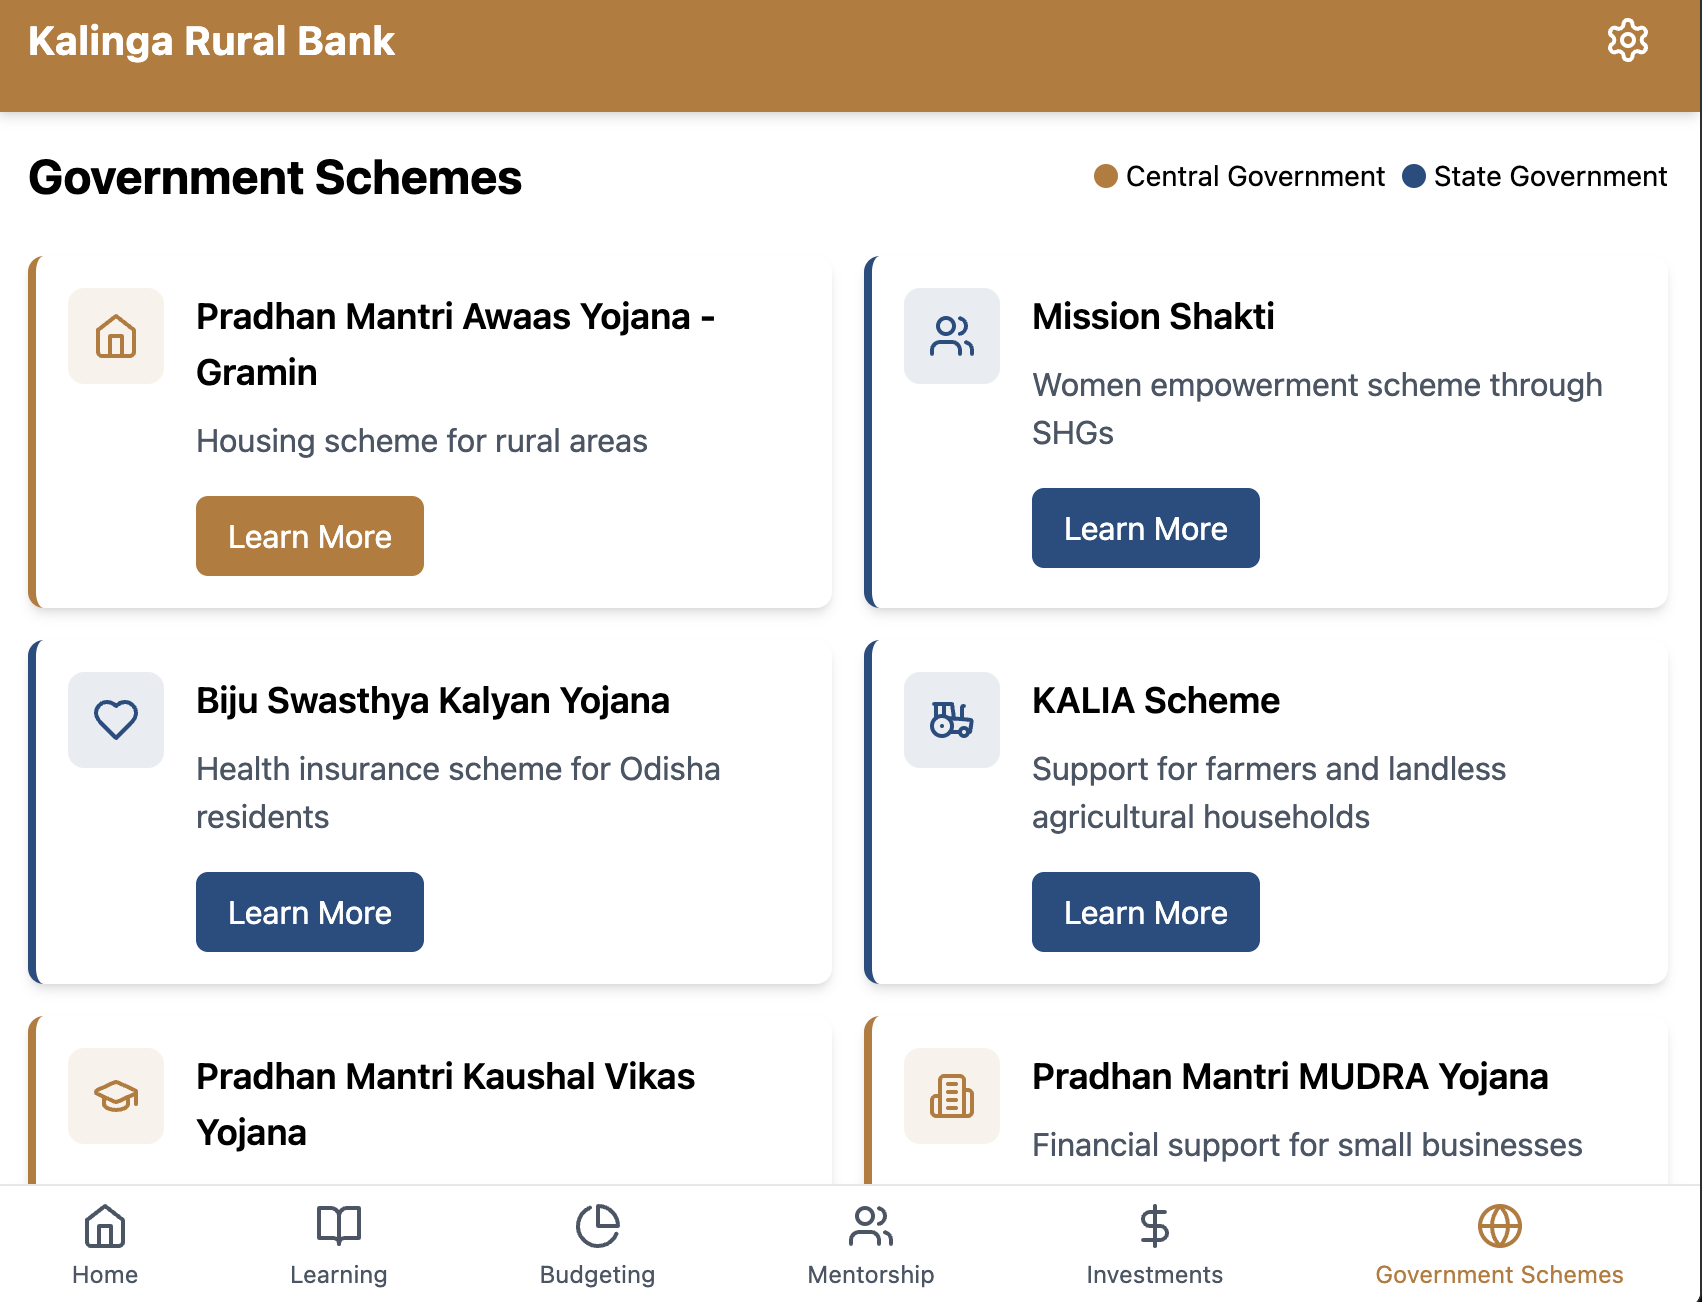 Kalinga Rural Bank
Government Schemes
Central Government
State Government
Pradhan Mantri Awaas Yojana -
Gramin
Housing scheme for rural areas
Learn More
Mission Shakti
Women empowerment scheme through
SHGs
Learn More
Biju Swasthya Kalyan Yojana
Health insurance scheme for Odisha
residents
Learn More
KALIA Scheme
Support for farmers and landless
agricultural households
Learn More
Pradhan Mantri Kaushal Vikas
Yojana
Pradhan Mantri MUDRA Yojana
Financial support for small businesses
Home
Learning
Budgeting
Mentorship
Investments
Government Schemes